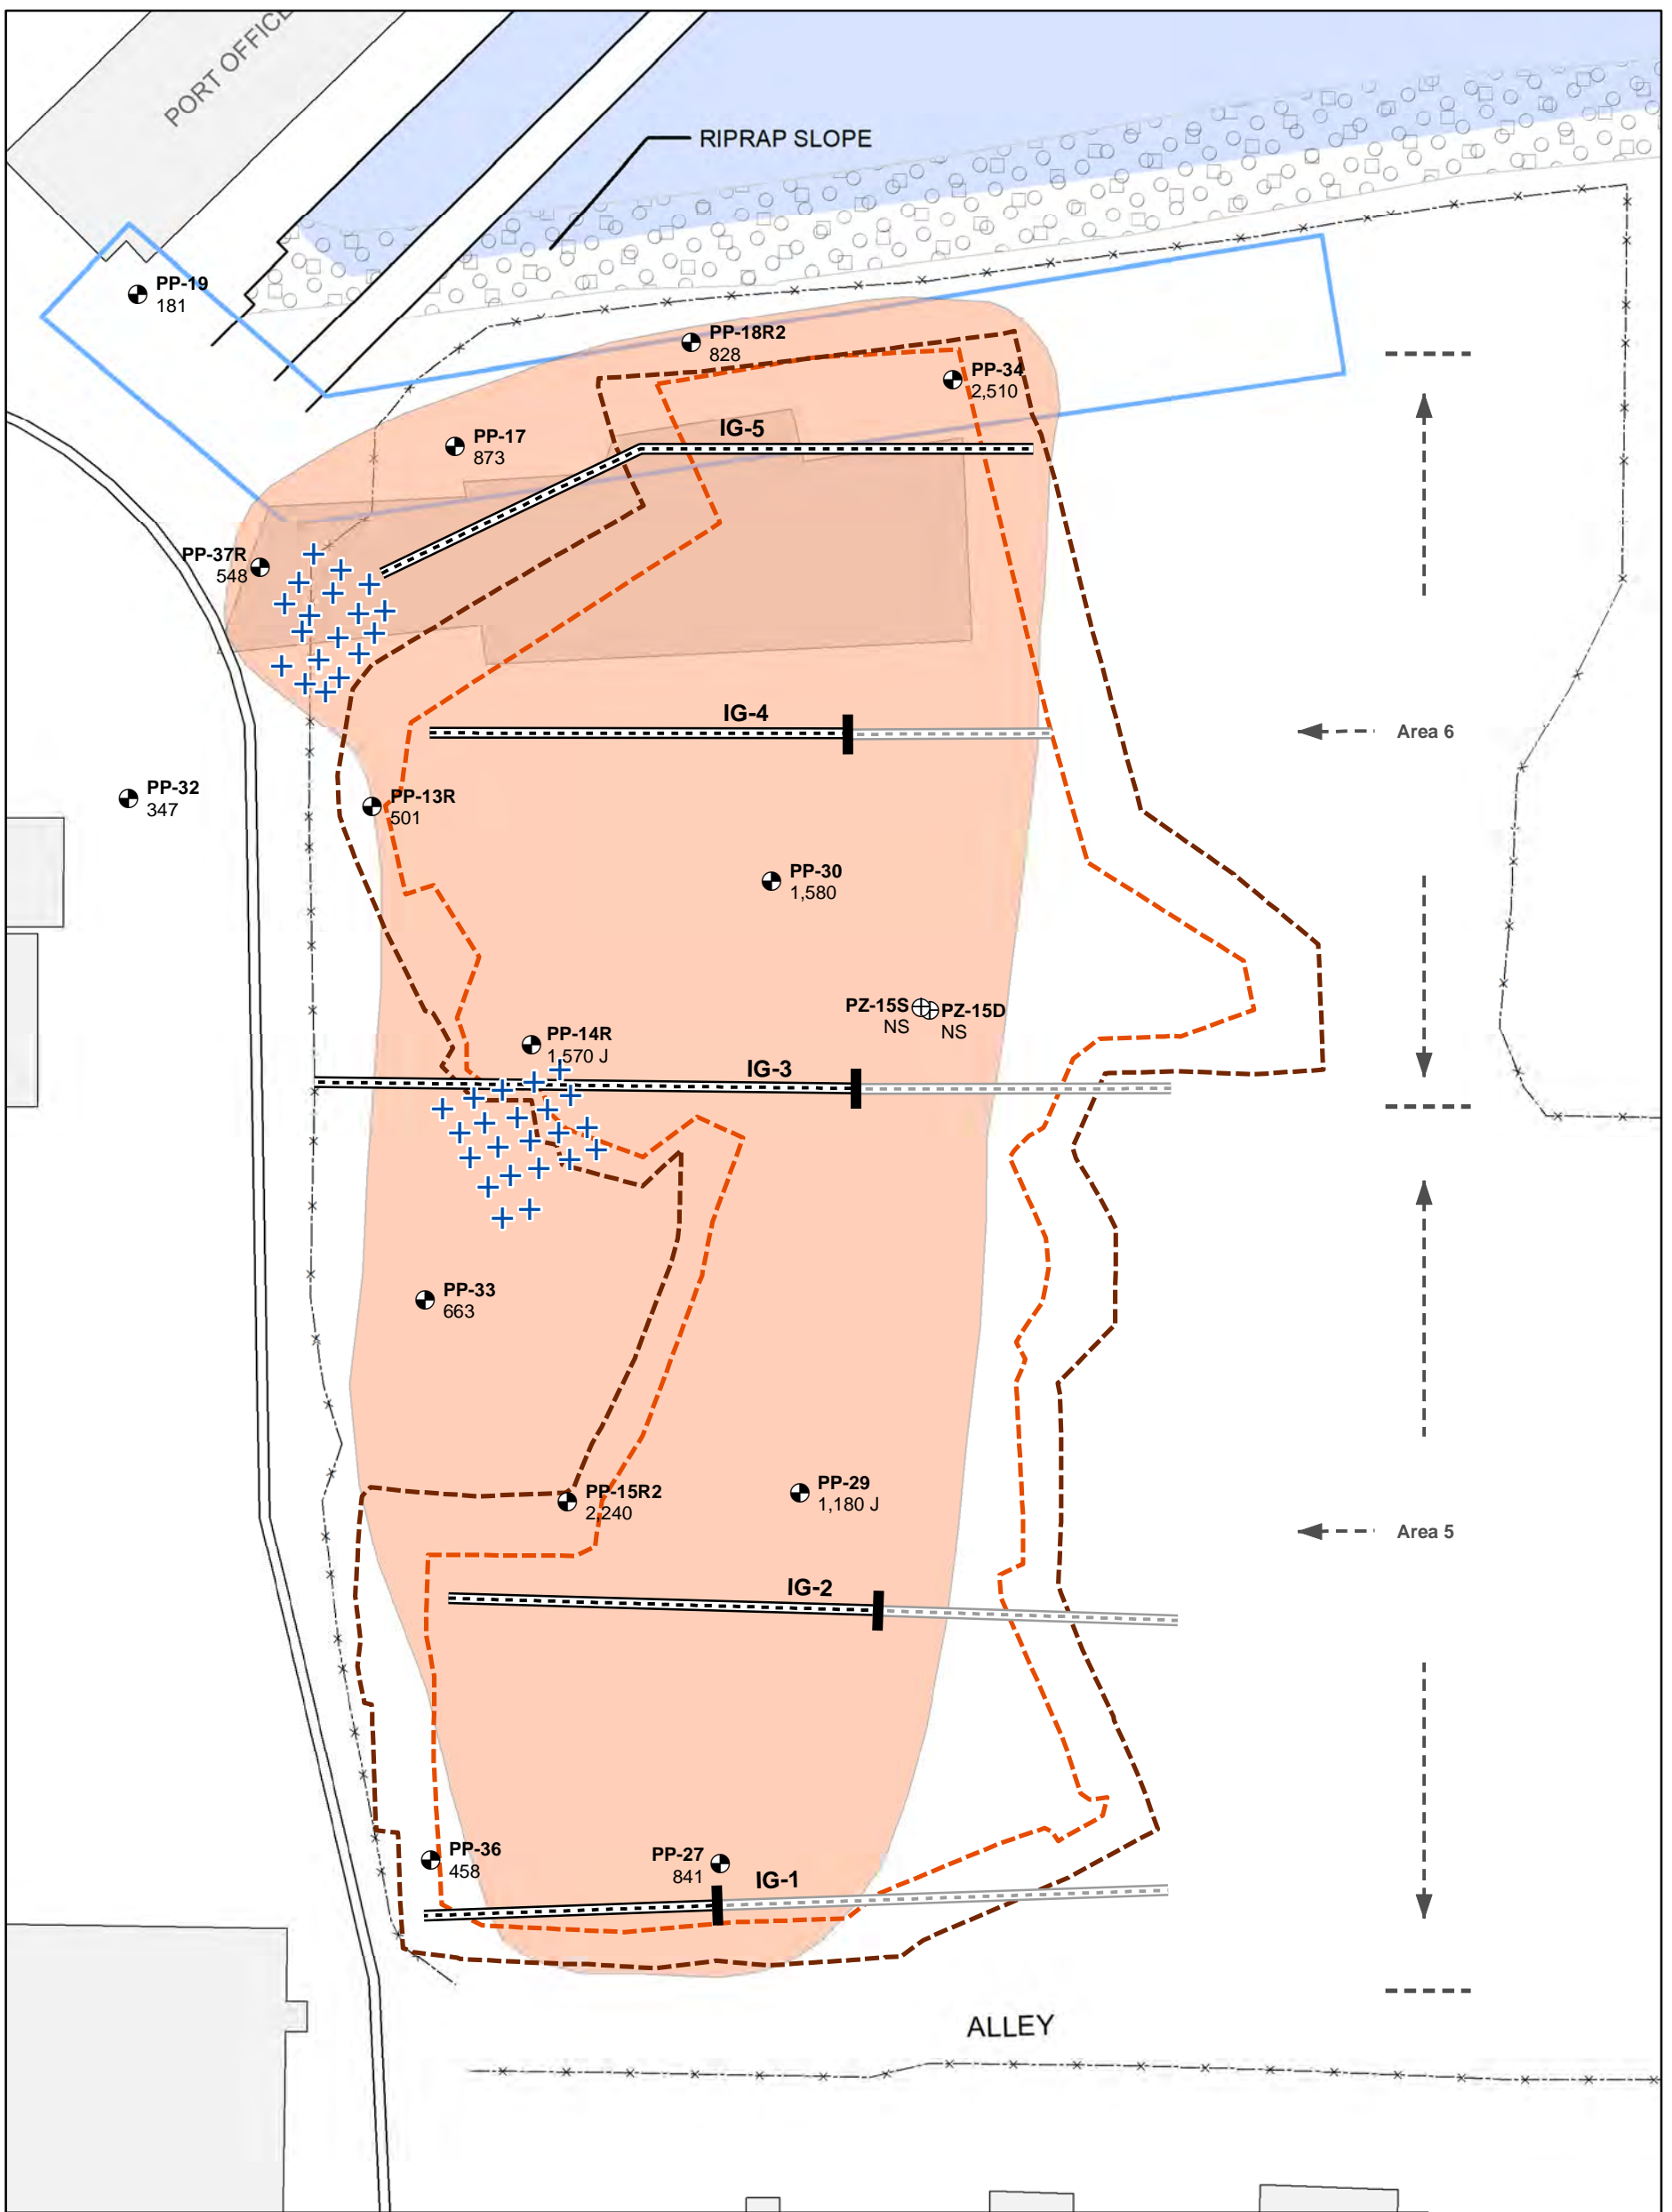 PORT OFFICE
RIPRAP SLOPE
PP-19
181
PP-18R2
828
PP-34
2,510
PP-17
873
IG-5
PP-37R
548
IG-4
Area 6
PP-32
347
PP-13R
501
PP-30
1,580
PZ-15S
NS
PZ-15D
NS
PP-14R
1,570 J
IG-3
PP-33
663
PP-15R2
2,240
PP-29
1,180 J
Area 5
IG-2
PP-36
458
PP-27
841
IG-1
ALLEY